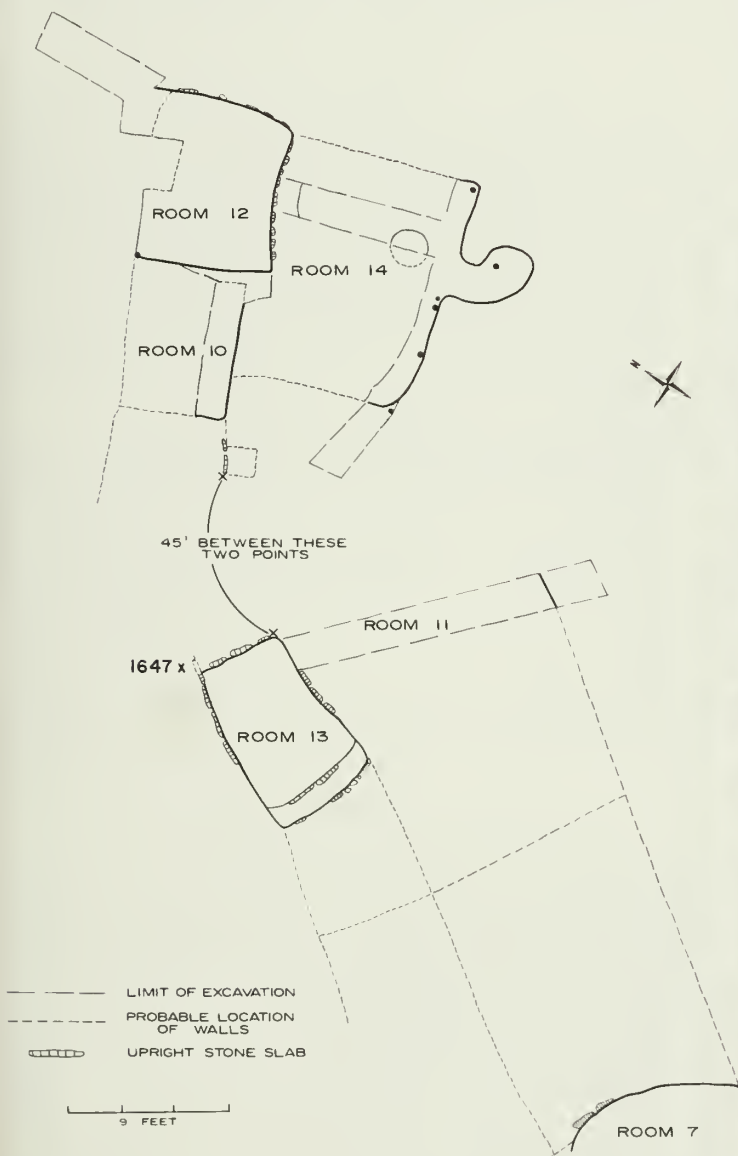 ROOM 12
ROOM 14
ROOM 10
N
45' BETWEEN THESE
TWO POINTS
ROOM 11
1647 x
ROOM 13
LIMIT OF EXCAVATION
PROBABLE LOCATION
OF WALLS
UPRIGHT STONE SLAB
9 FEET
ROOM 7